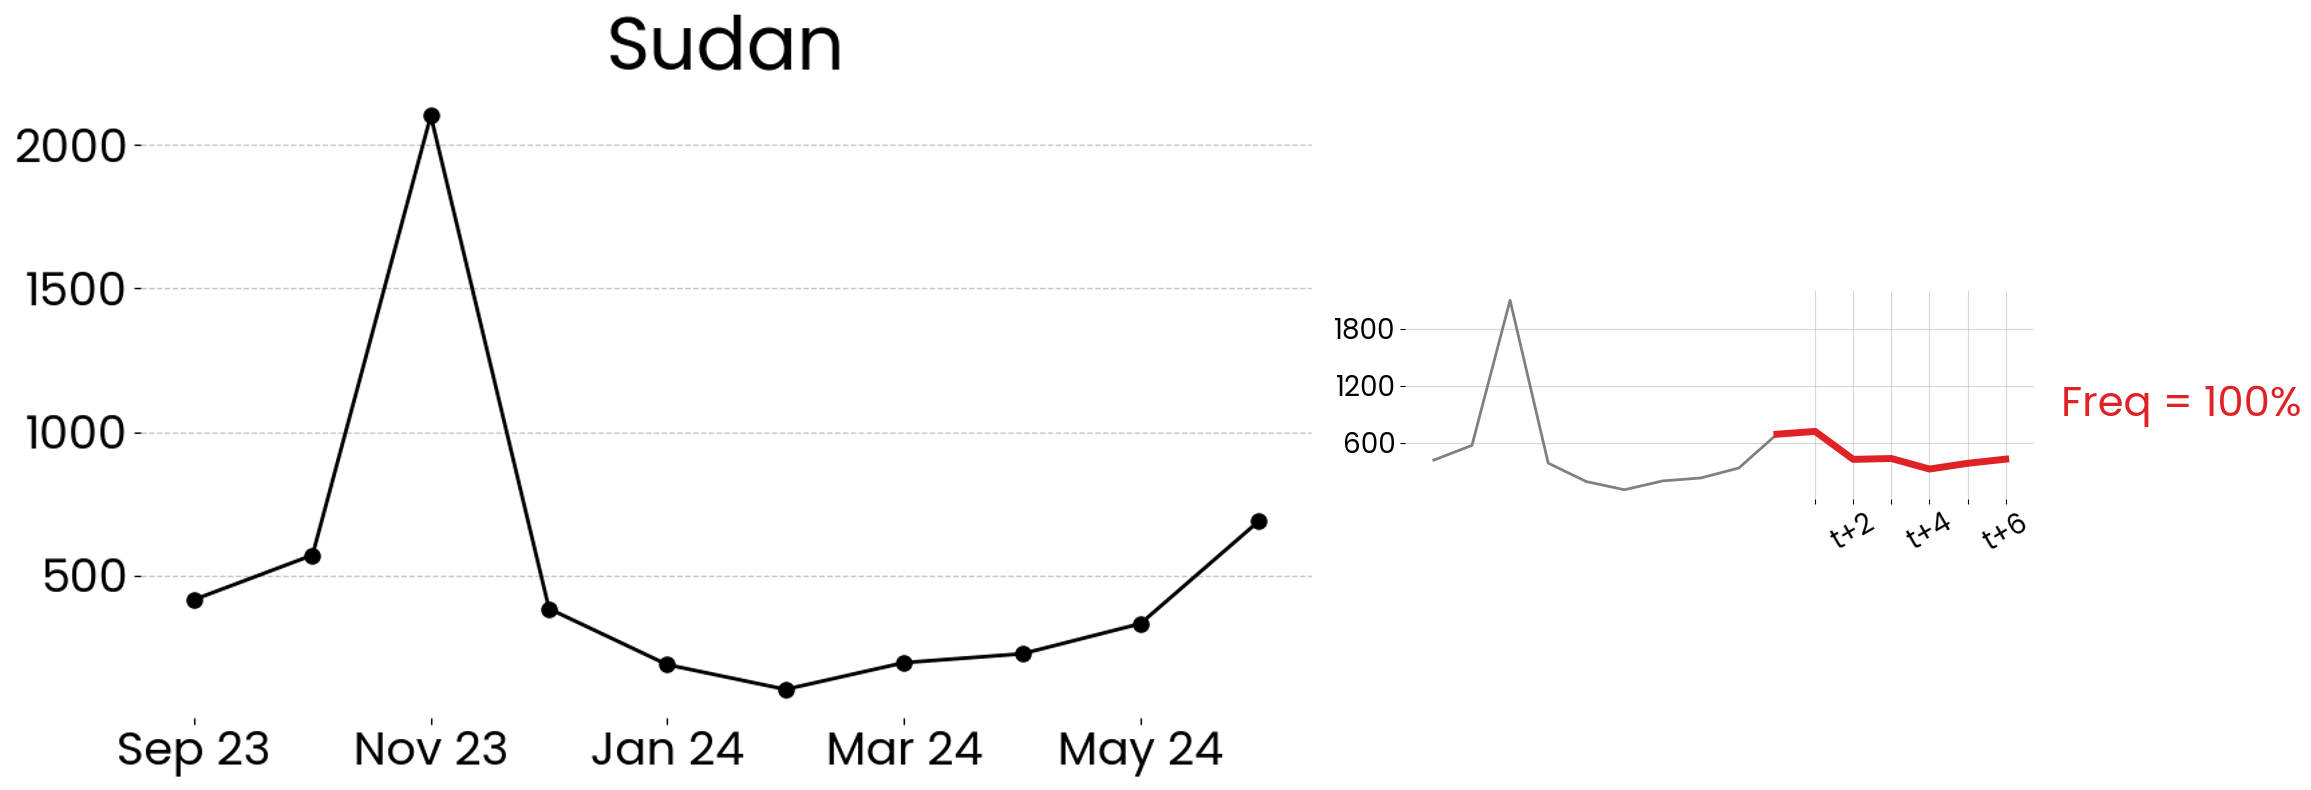 Sudan
2000
1500
1000
500
Sep 23
Nov 23
Jan 24
Mar 24
May 24
1800
1200
600
t+2
t+4
t+6
Freq = 100%